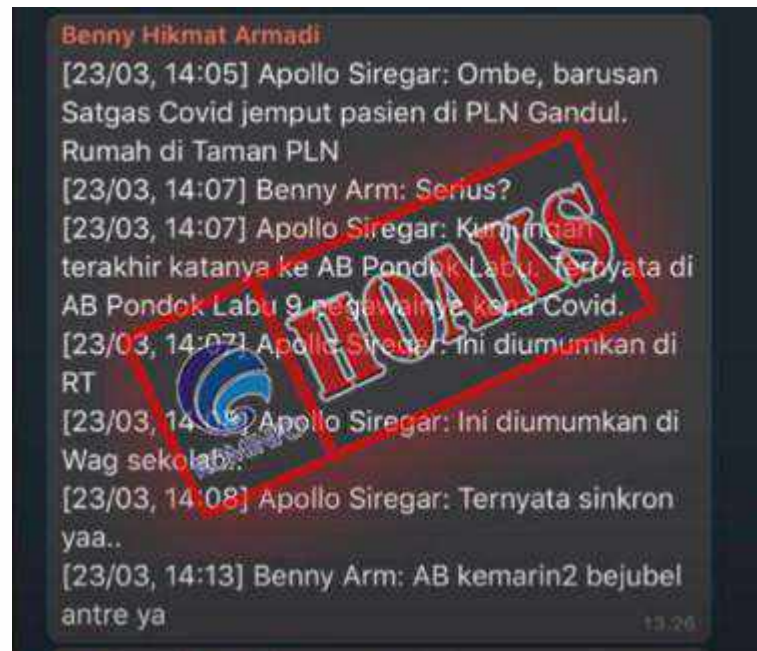 Benny Hikmat Armadi
[23/03, 14:05] Apollo Siregar: Ombe, barusan
Satgas Covid jemput pasien di PLN Gandul.
Rumah di Taman PLN
[23/03, 14:07] Benny Arm: Serius?
[23/03, 14:07] Apollo Siregar: Kunjungan
terakhir katanya ke AB Pondok Labu. Ternyata di
AB Pondok Labu 9 pegawainya kena Covid.
[23/03, 14:07] Apollo Siregar: Ini diumumkan di
RT
[23/03, 14:08] Apollo Siregar: Ini diumumkan di
Wag sekolah..
[23/03, 14:08] Apollo Siregar: Ternyata sinkron
yaa..
[23/03, 14:13] Benny Arm: AB kemarin2 bejubel
antre ya
13.26
HOAKS
KOMINFO